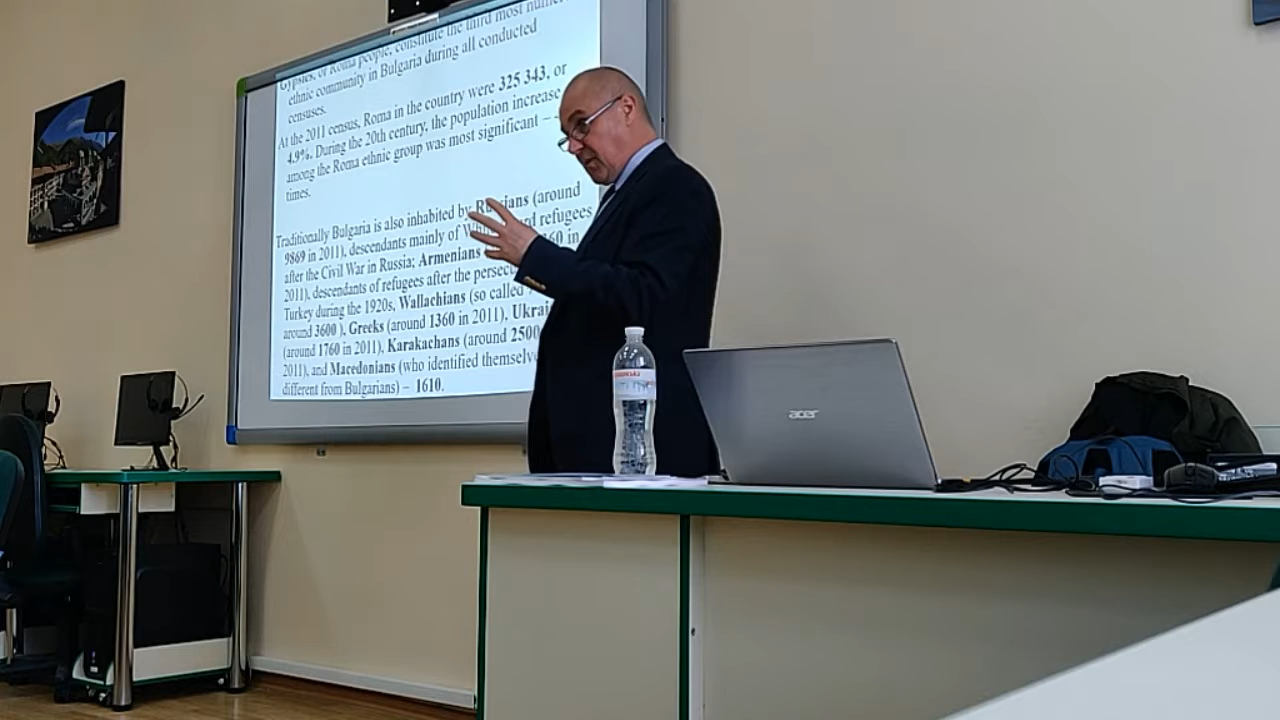 Gypsies, or Roma people, constitute the third most
ethnic community in Bulgaria during all conducted
censuses.
At the 2011 census, Roma in the country were 325 343, or
4.9%. During the 20th century, the population increase
among the Roma ethnic group was most significant –
times.
Traditionally Bulgaria is also inhabited by Russians (around
9869 in 2011), descendants mainly of refugees
after the Civil War in Russia; Armenians in
2011), descendants of refugees after the
Turkey during the 1920s, Wallachians (so called
around 3600 ), Greeks (around 1360 in 2011),
(around 1760 in 2011), Karakachans (around 2500
2011), and Macedonians (who identified
different from Bulgarians) – 1610.
acer